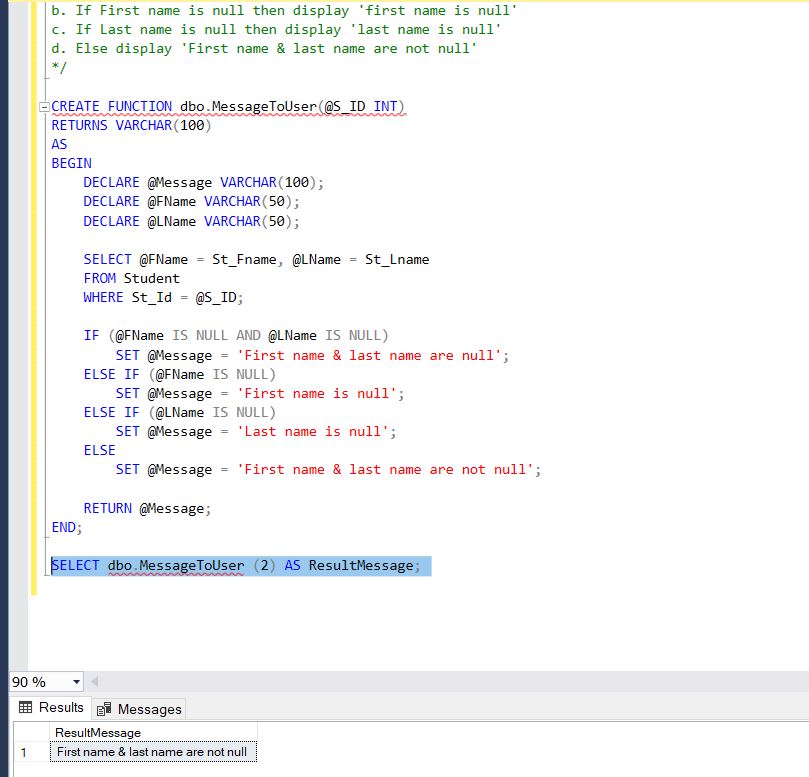 b. If First name is null then display 'first name is null'
c. If Last name is null then display 'last name is null'
d. Else display 'First name & last name are not null'
*/
CREATE FUNCTION dbo.MessageToUser(@S_ID INT)
RETURNS VARCHAR(100)
AS
BEGIN
    DECLARE @Message VARCHAR(100);
    DECLARE @FName VARCHAR(50);
    DECLARE @LName VARCHAR(50);
    SELECT @FName = St_Fname, @LName = St_Lname
    FROM Student
    WHERE St_Id = @S_ID;
    IF (@FName IS NULL AND @LName IS NULL)
        SET @Message = 'First name & last name are null';
    ELSE IF (@FName IS NULL)
        SET @Message = 'First name is null';
    ELSE IF (@LName IS NULL)
        SET @Message = 'Last name is null';
    ELSE
        SET @Message = 'First name & last name are not null';
    RETURN @Message;
END;
SELECT dbo.MessageToUser (2) AS ResultMessage;
90 %
Results Messages
ResultMessage
1 First name & last name are not null